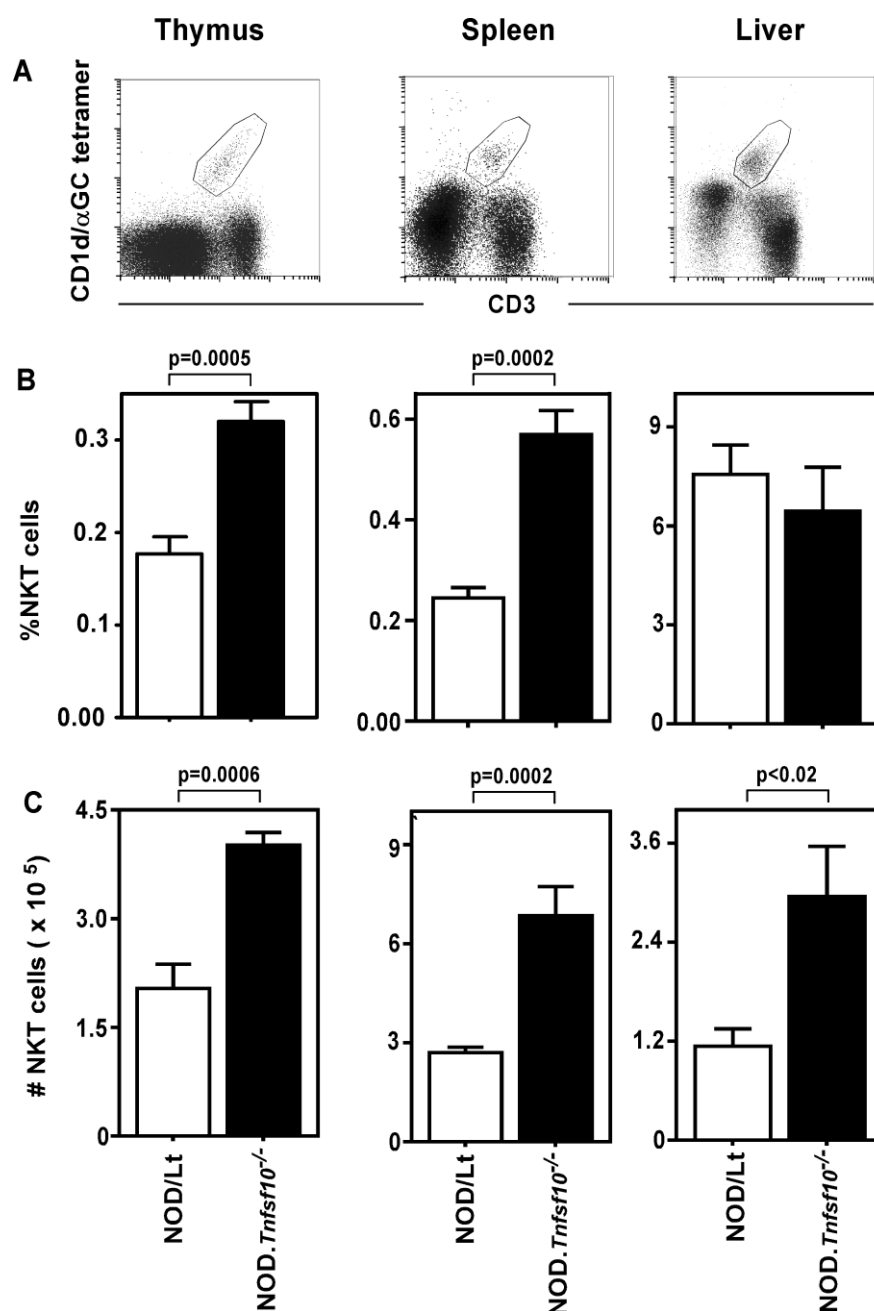 Thymus Spleen Liver
A
CD1d/αGC tetramer
CD3
B
p=0.0005 p=0.0002
%NKT cells
0.3 0.2 0.1 0.00
0.6 0.4 0.2 0.00
9 6 3 0
C
p=0.0006 p=0.0002 p<0.02
# NKT cells ( x 10⁵)
4.5 3.0 1.5 0
9 6 3 0
3.6 2.4 1.2 0
NOD/Lt NOD.Tnfsf10⁻/⁻ NOD/Lt NOD.Tnfsf10⁻/⁻ NOD/Lt NOD.Tnfsf10⁻/⁻